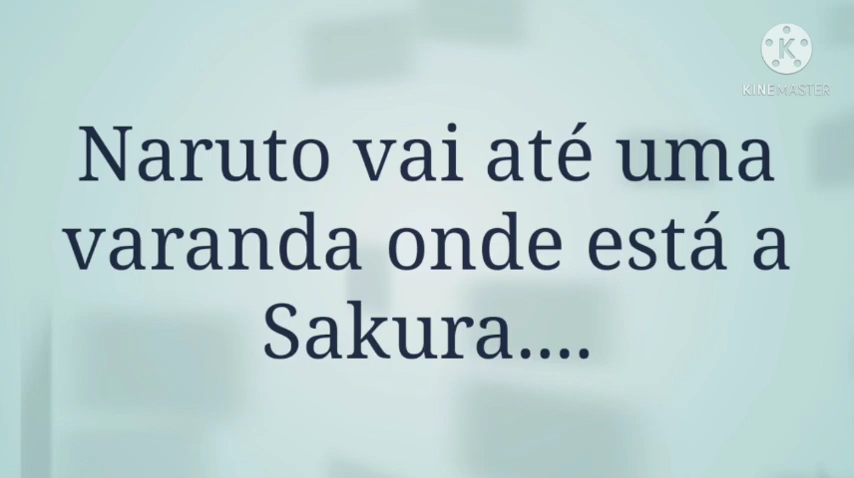 KINEMASTER
Naruto vai até uma
varanda onde está a
Sakura....